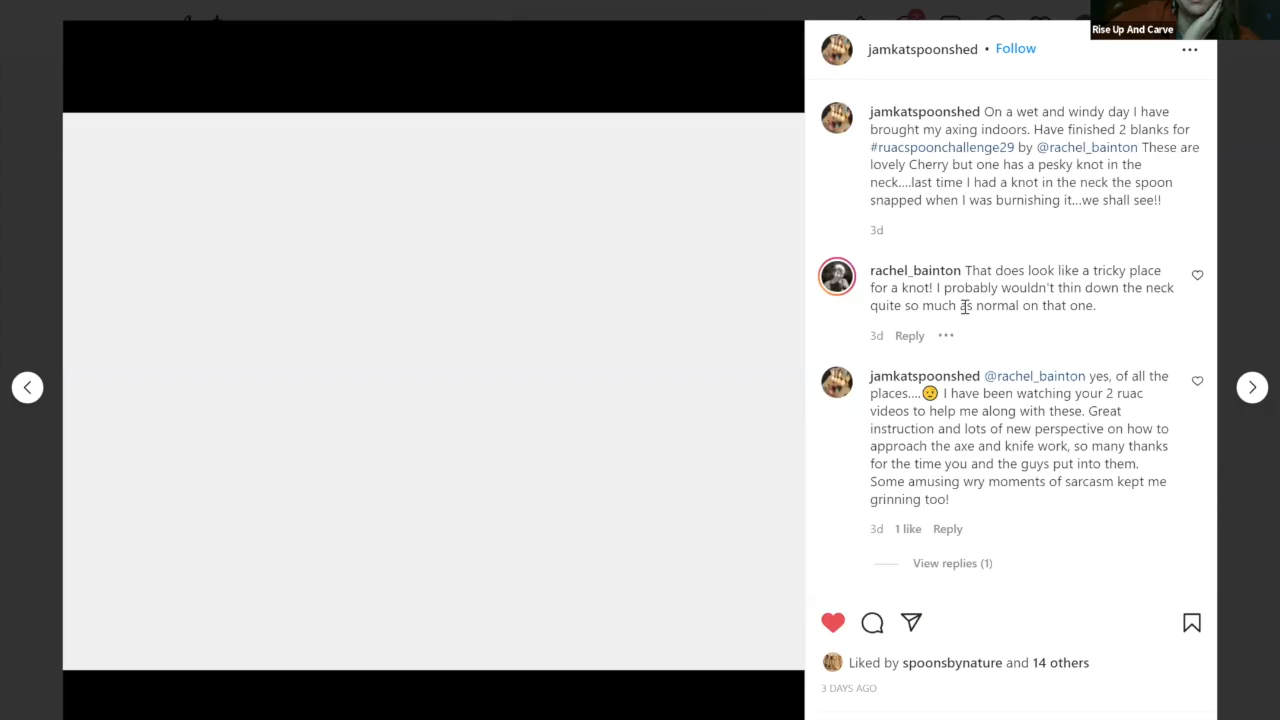 Rise Up And Carve
jamkatspoonshed • Follow
jamkatspoonshed On a wet and windy day I have
brought my axing indoors. Have finished 2 blanks for
#ruacspoonchallenge29 by @rachel_bainton These are
lovely Cherry but one has a pesky knot in the
neck....last time I had a knot in the neck the spoon
snapped when I was burnishing it...we shall see!!
3d
rachel_bainton That does look like a tricky place
for a knot! I probably wouldn't thin down the neck
quite so much as normal on that one.
3d Reply
jamkatspoonshed @rachel_bainton yes, of all the
places....🤨 I have been watching your 2 ruac
videos to help me along with these. Great
instruction and lots of new perspective on how to
approach the axe and knife work, so many thanks
for the time you and the guys put into them.
Some amusing wry moments of sarcasm kept me
grinning too!
3d 1 like Reply
View replies (1)
Liked by spoonsbynature and 14 others
3 DAYS AGO